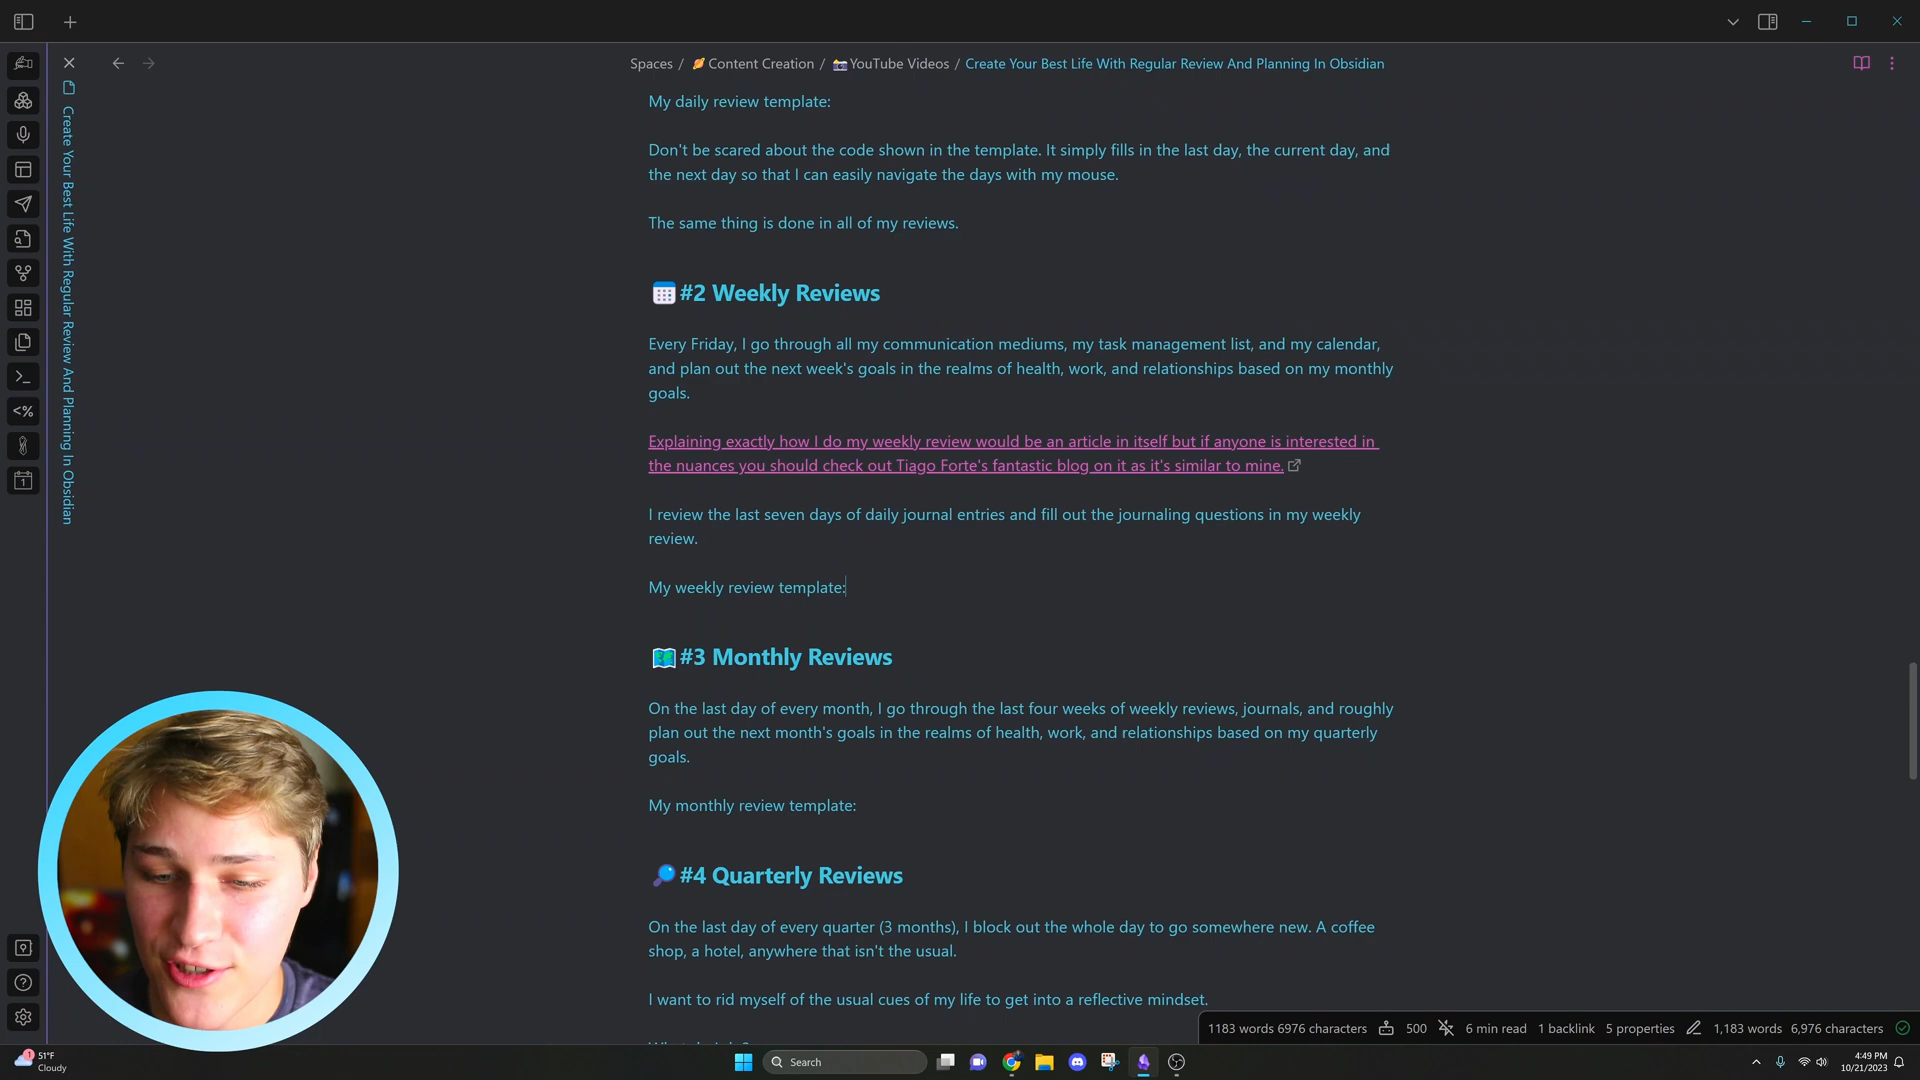 Spaces / Content Creation / YouTube Videos / Create Your Best Life With Regular Review And Planning In Obsidian
Create Your Best Life With Regular Review And Planning In Obsidian
My daily review template:
Don't be scared about the code shown in the template. It simply fills in the last day, the current day, and
the next day so that I can easily navigate the days with my mouse.
The same thing is done in all of my reviews.
#2 Weekly Reviews
Every Friday, I go through all my communication mediums, my task management list, and my calendar,
and plan out the next week's goals in the realms of health, work, and relationships based on my monthly
goals.
Explaining exactly how I do my weekly review would be an article in itself but if anyone is interested in
the nuances you should check out Tiago Forte's fantastic blog on it as it's similar to mine.
I review the last seven days of daily journal entries and fill out the journaling questions in my weekly
review.
My weekly review template:
#3 Monthly Reviews
On the last day of every month, I go through the last four weeks of weekly reviews, journals, and roughly
plan out the next month's goals in the realms of health, work, and relationships based on my quarterly
goals.
My monthly review template:
#4 Quarterly Reviews
On the last day of every quarter (3 months), I block out the whole day to go somewhere new. A coffee
shop, a hotel, anywhere that isn't the usual.
I want to rid myself of the usual cues of my life to get into a reflective mindset.
1183 words 6976 characters 500 6 min read 1 backlink 5 properties 1,183 words 6,976 characters
1 51°F
Cloudy
Search
4:49 PM
10/21/2023